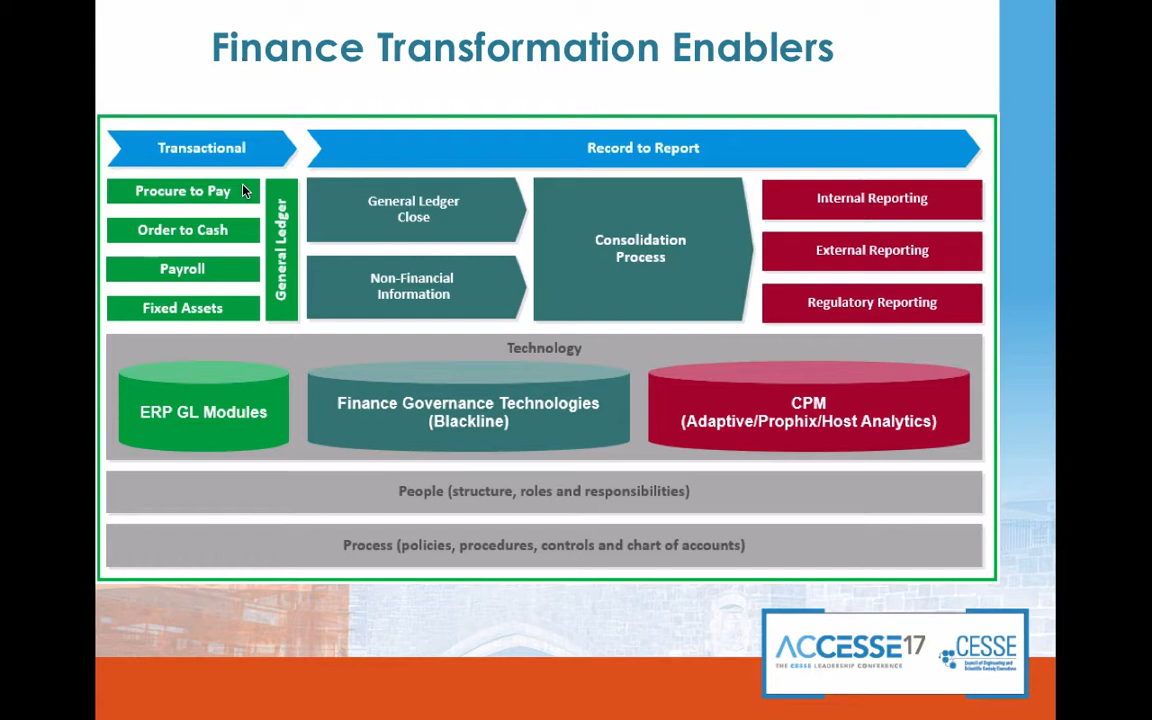 Finance Transformation Enablers
Transactional
Record to Report
Procure to Pay
Order to Cash
Payroll
Fixed Assets
General Ledger
General Ledger
Close
Non-Financial
Information
Consolidation
Process
Internal Reporting
External Reporting
Regulatory Reporting
Technology
ERP GL Modules
Finance Governance Technologies
(Blackline)
CPM
(Adaptive/Prophix/Host Analytics)
People (structure, roles and responsibilities)
Process (policies, procedures, controls and chart of accounts)
ACCESSE17
THE CESSE LEADERSHIP CONFERENCE
CESSE
Council of Engineering and
Scientific Society Executives